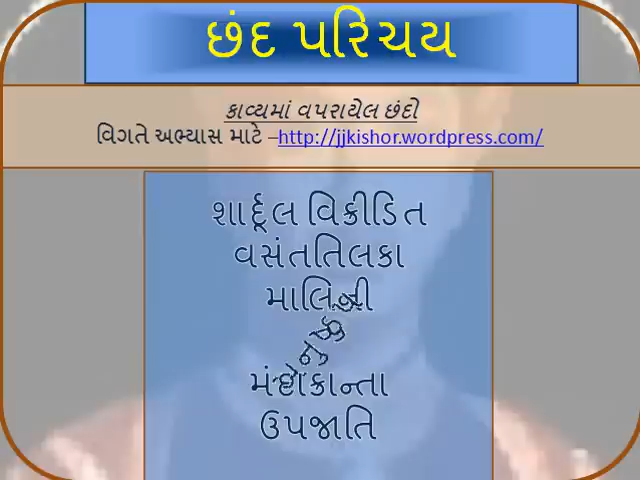 છંદ પરિચય
કાવ્યમાં વપરાયેલ છંદો
વિગતે અભ્યાસ માટે –http://jjkishor.wordpress.com/
શાર્દૂલ વિક્રીડિત
વસંતતિલકા
માલિની
મંદાક્રાન્તા
ઉપજાતિ